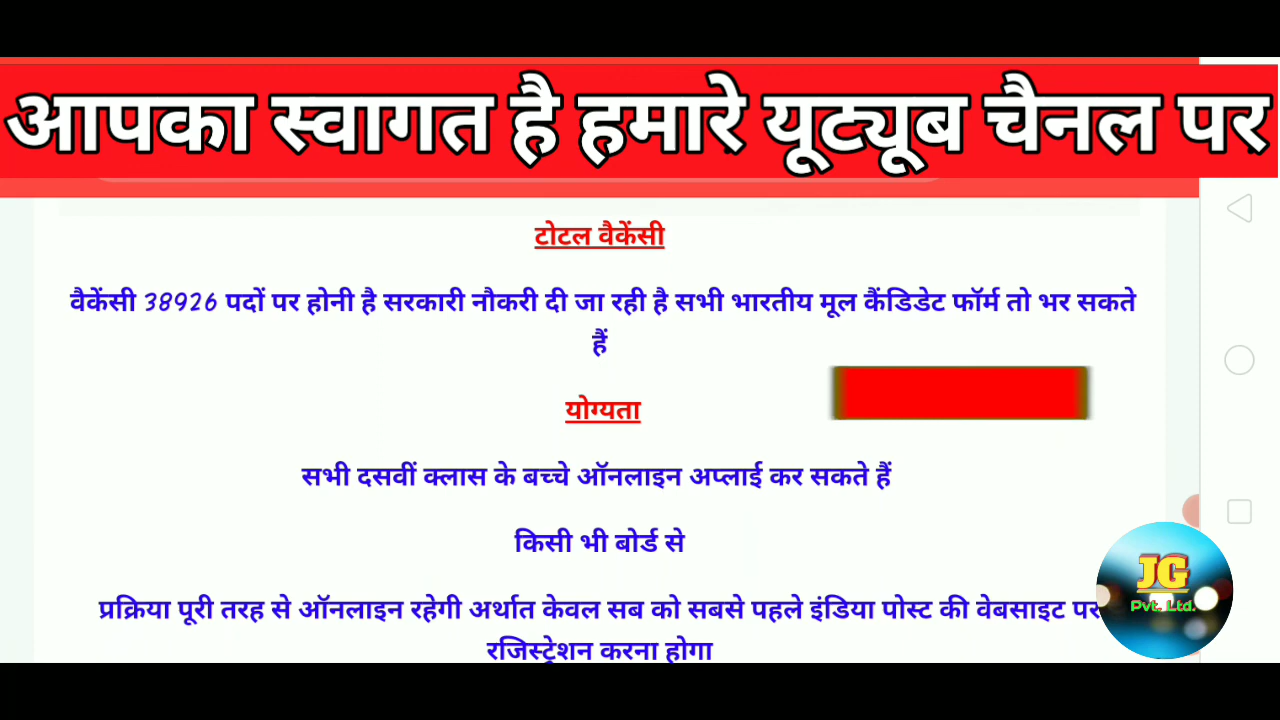 आपका स्वागत है हमारे यूट्यूब चैनल पर
टोटल वैकेंसी
वैकेंसी 38926 पदों पर होनी है सरकारी नौकरी दी जा रही है सभी भारतीय मूल कैंडिडेट फॉर्म तो भर सकते
हैं
योग्यता
सभी दसवीं क्लास के बच्चे ऑनलाइन अप्लाई कर सकते हैं
किसी भी बोर्ड से
प्रक्रिया पूरी तरह से ऑनलाइन रहेगी अर्थात केवल सब को सबसे पहले इंडिया पोस्ट की वेबसाइट पर
रजिस्ट्रेशन करना होगा
JG
Pvt. Ltd.